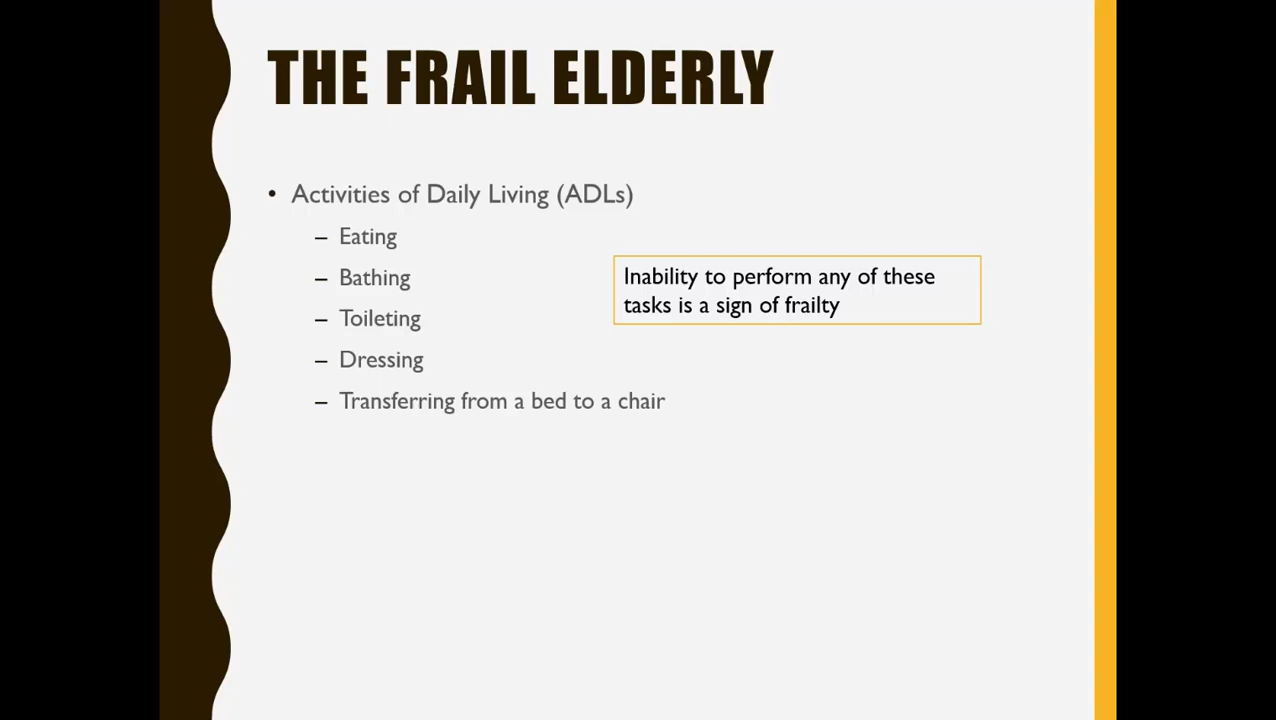 THE FRAIL ELDERLY
• Activities of Daily Living (ADLs)
– Eating
– Bathing
– Toileting
– Dressing
– Transferring from a bed to a chair
Inability to perform any of these
tasks is a sign of frailty